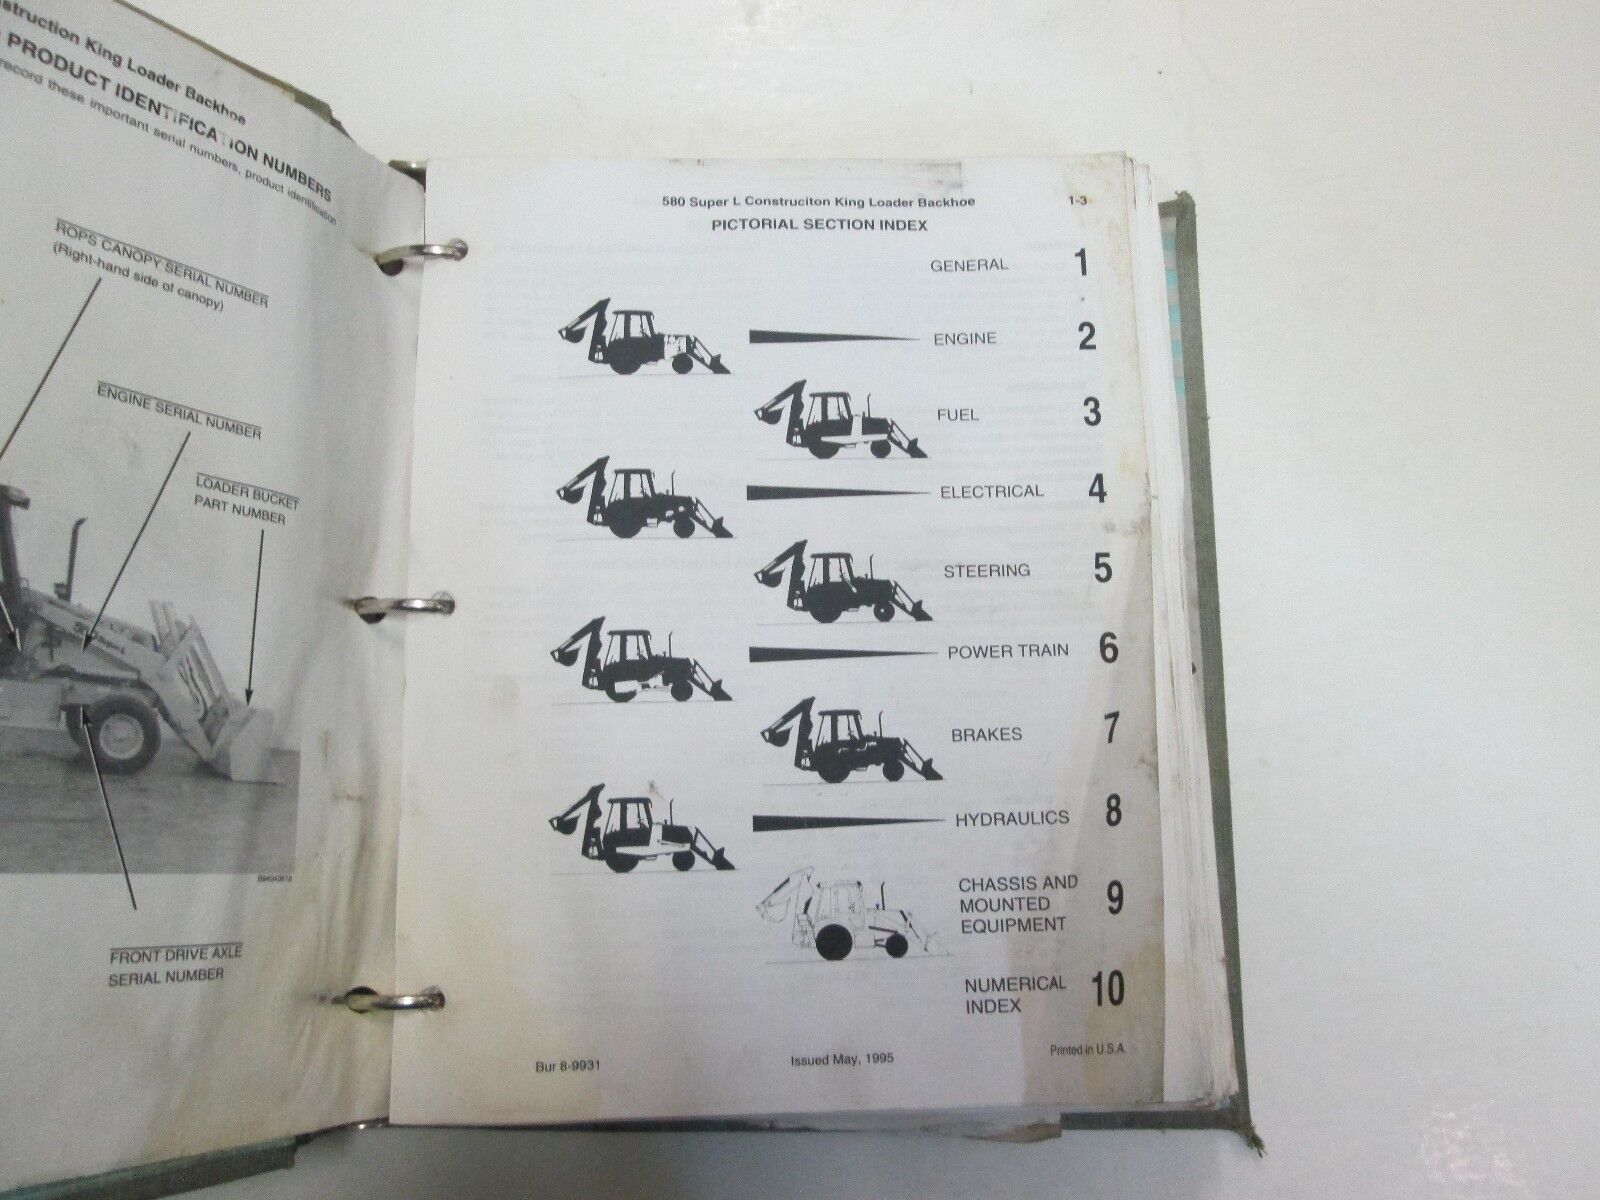 struction King Loader Backhoe
PRODUCT IDENTIFICATION NUMBERS
record these important serial numbers, product identification
ROPS CANOPY SERIAL NUMBER
(Right-hand side of canopy)
ENGINE SERIAL NUMBER
LOADER BUCKET
PART NUMBER
FRONT DRIVE AXLE
SERIAL NUMBER
580 Super L Construciton King Loader Backhoe 1-3
PICTORIAL SECTION INDEX
GENERAL 1
ENGINE 2
FUEL 3
ELECTRICAL 4
STEERING 5
POWER TRAIN 6
BRAKES 7
HYDRAULICS 8
CHASSIS AND
MOUNTED 9
EQUIPMENT
NUMERICAL 10
INDEX
Bur 8-9931 Issued May, 1995 Printed in U.S.A.